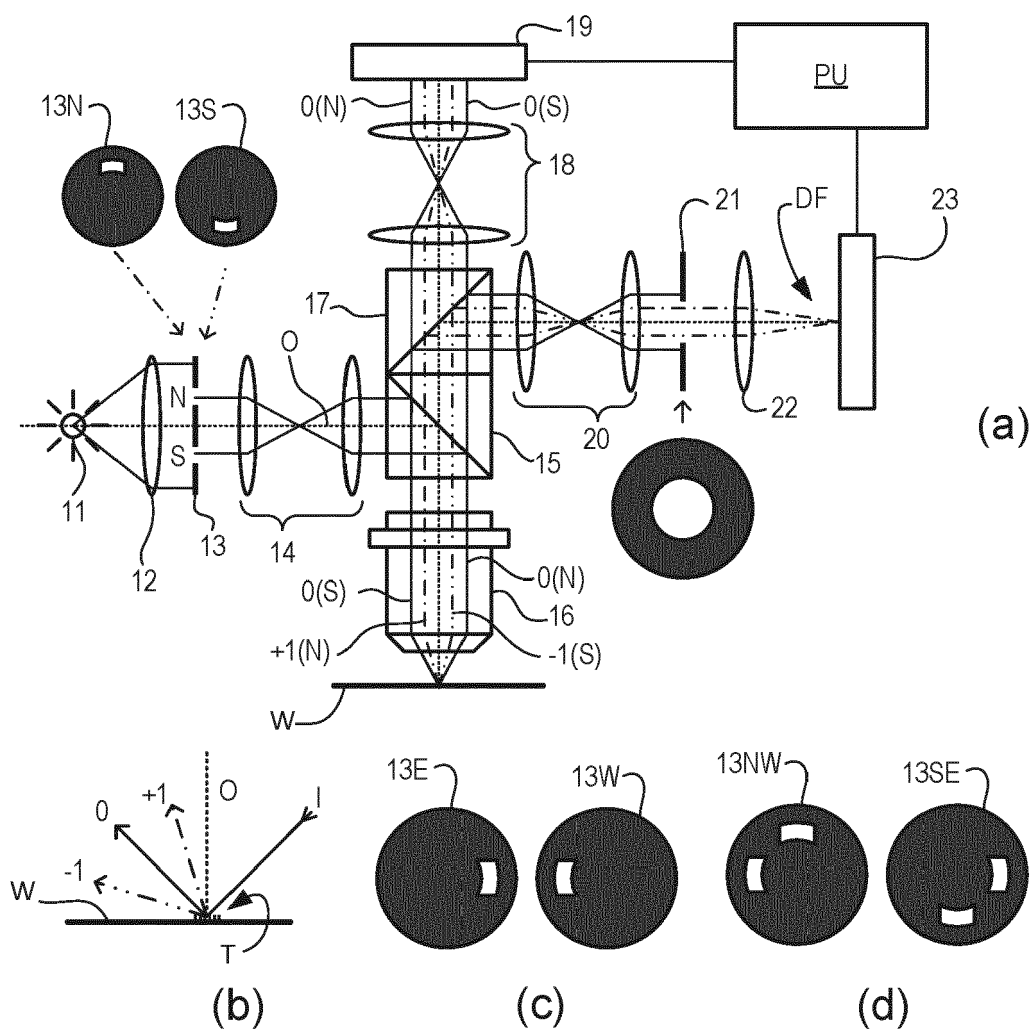 19
PU
13N
13S
0(N)
0(S)
18
21
DF
23
17
O
N
S
11
12
13
14
15
20
22
(a)
0(S)
0(N)
16
+1(N)
-1(S)
W
0
+1
O
I
-1
W
T
(b)
13E
13W
(c)
13NW
13SE
(d)